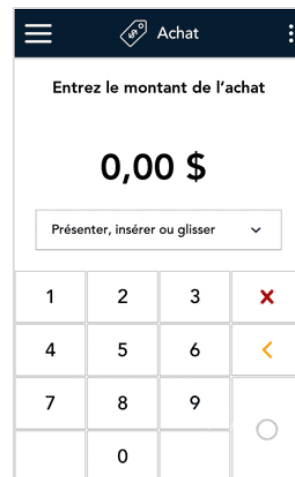 Achat
Entrez le montant de l’achat
0,00 $
Présenter, insérer ou glisser
1 2 3
4 5 6
7 8 9
0